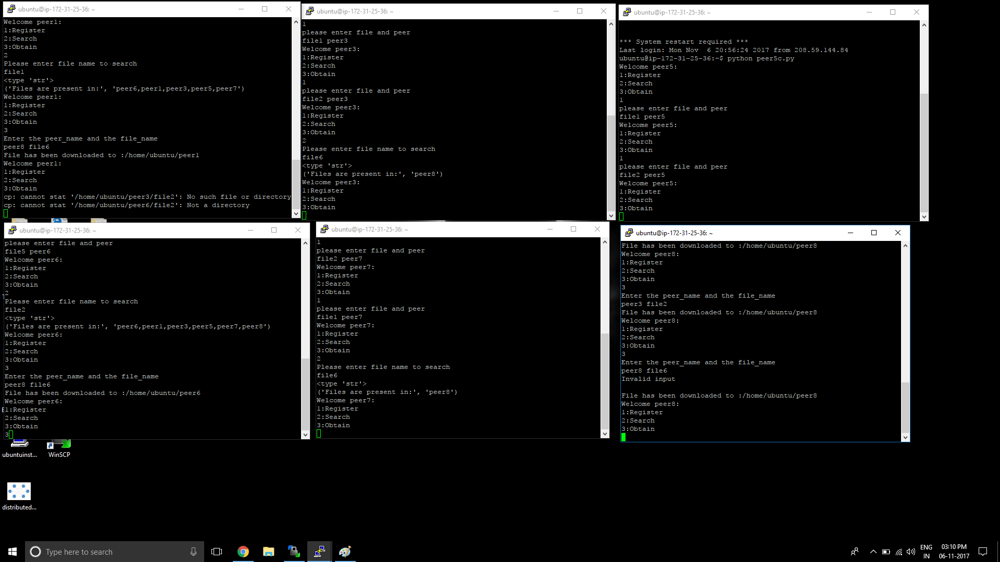 ubuntu@ip-172-31-25-36: ~
Welcome peer1:
1:Register
2:Search
3:Obtain
2
Please enter file name to search
file1
<type 'str'>
('Files are present in:', 'peer6,peer1,peer3,peer5,peer7')
Welcome peer1:
1:Register
2:Search
3:Obtain
3
Enter the peer_name and the file_name
peer8 file6
File has been downloaded to :/home/ubuntu/peer1
Welcome peer1:
1:Register
2:Search
3:Obtain
cp: cannot stat '/home/ubuntu/peer3/file2': No such file or directory
cp: cannot stat '/home/ubuntu/peer6/file2': Not a directory
ubuntu@ip-172-31-25-36: ~
1
please enter file and peer
file1 peer3
Welcome peer3:
1:Register
2:Search
3:Obtain
1
please enter file and peer
file2 peer3
Welcome peer3:
1:Register
2:Search
3:Obtain
2
Please enter file name to search
file6
<type 'str'>
('Files are present in:', 'peer8')
Welcome peer3:
1:Register
2:Search
3:Obtain
ubuntu@ip-172-31-25-36: ~
*** System restart required ***
Last login: Mon Nov  6 20:56:24 2017 from 208.59.144.84
ubuntu@ip-172-31-25-36:~$ python peer5c.py
Welcome peer5:
1:Register
2:Search
3:Obtain
1
please enter file and peer
file1 peer5
Welcome peer5:
1:Register
2:Search
3:Obtain
1
please enter file and peer
file2 peer5
Welcome peer5:
1:Register
2:Search
3:Obtain
ubuntu@ip-172-31-25-36: ~
please enter file and peer
file5 peer6
Welcome peer6:
1:Register
2:Search
3:Obtain
2
Please enter file name to search
file2
<type 'str'>
('Files are present in:', 'peer6,peer1,peer3,peer5,peer7,peer8')
Welcome peer6:
1:Register
2:Search
3:Obtain
3
Enter the peer_name and the file_name
peer8 file6
File has been downloaded to :/home/ubuntu/peer6
Welcome peer6:
1:Register
2:Search
3:Obtain
3
ubuntu@ip-172-31-25-36: ~
1
please enter file and peer
file2 peer7
Welcome peer7:
1:Register
2:Search
3:Obtain
1
please enter file and peer
file1 peer7
Welcome peer7:
1:Register
2:Search
3:Obtain
2
Please enter file name to search
file6
<type 'str'>
('Files are present in:', 'peer8')
Welcome peer7:
1:Register
2:Search
3:Obtain
ubuntu@ip-172-31-25-36: ~
File has been downloaded to :/home/ubuntu/peer8
Welcome peer8:
1:Register
2:Search
3:Obtain
3
Enter the peer_name and the file_name
peer3 file2
File has been downloaded to :/home/ubuntu/peer8
Welcome peer8:
1:Register
2:Search
3:Obtain
3
Enter the peer_name and the file_name
peer8 file6
Invalid input
File has been downloaded to :/home/ubuntu/peer8
Welcome peer8:
1:Register
2:Search
3:Obtain
ubuntuinst...
WinSCP
distributed...
Type here to search
ENG
IN
03:10 PM
06-11-2017